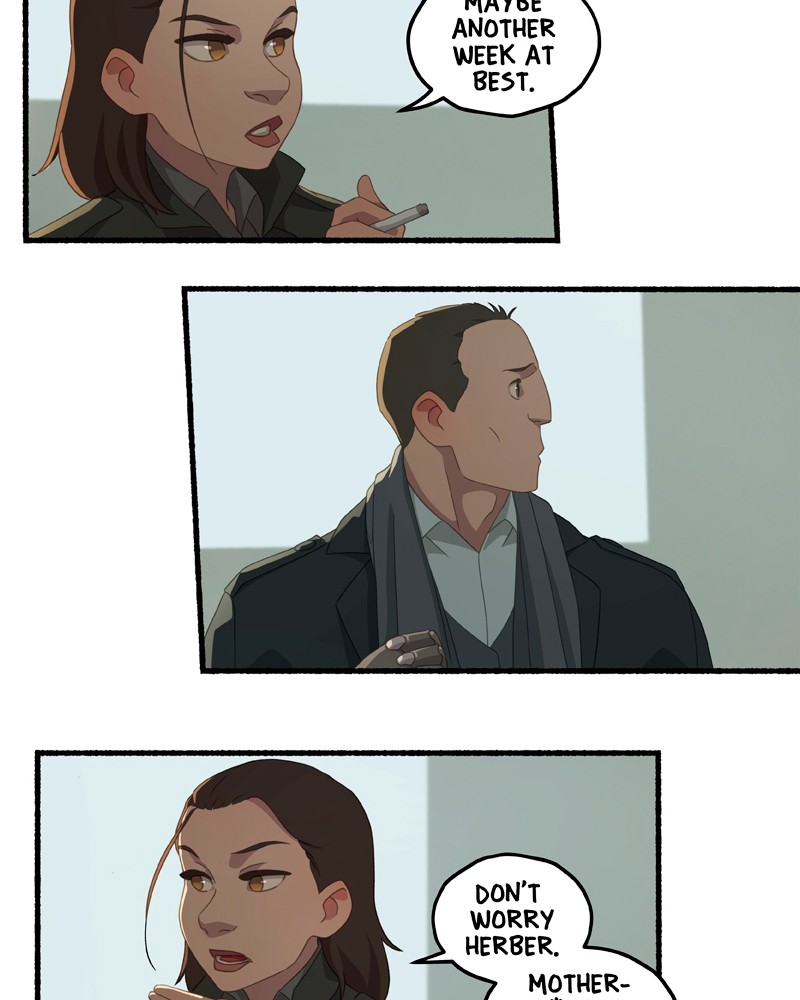 MAYBE
ANOTHER
WEEK AT
BEST.
DON'T
WORRY
HERBER.
MOTHER-